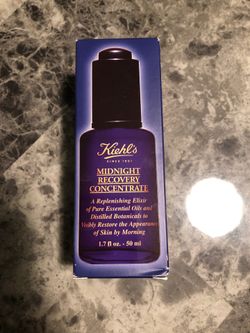 Kiehl's
SINCE 1851
MIDNIGHT
RECOVERY
CONCENTRATE
A Replenishing Elixir
of Pure Essential Oils and
Distilled Botanicals to
Visibly Restore the Appearance
of Skin by Morning
1.7 fl. oz. - 50 ml